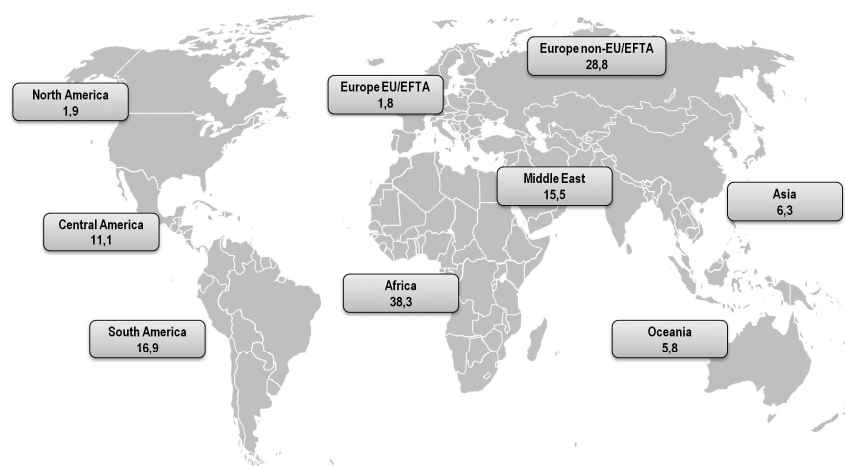 Europe non-EU/EFTA
28,8
North America
1,9
Europe EU/EFTA
1,8
Middle East
15,5
Asia
6,3
Central America
11,1
Africa
38,3
South America
16,9
Oceania
5,8